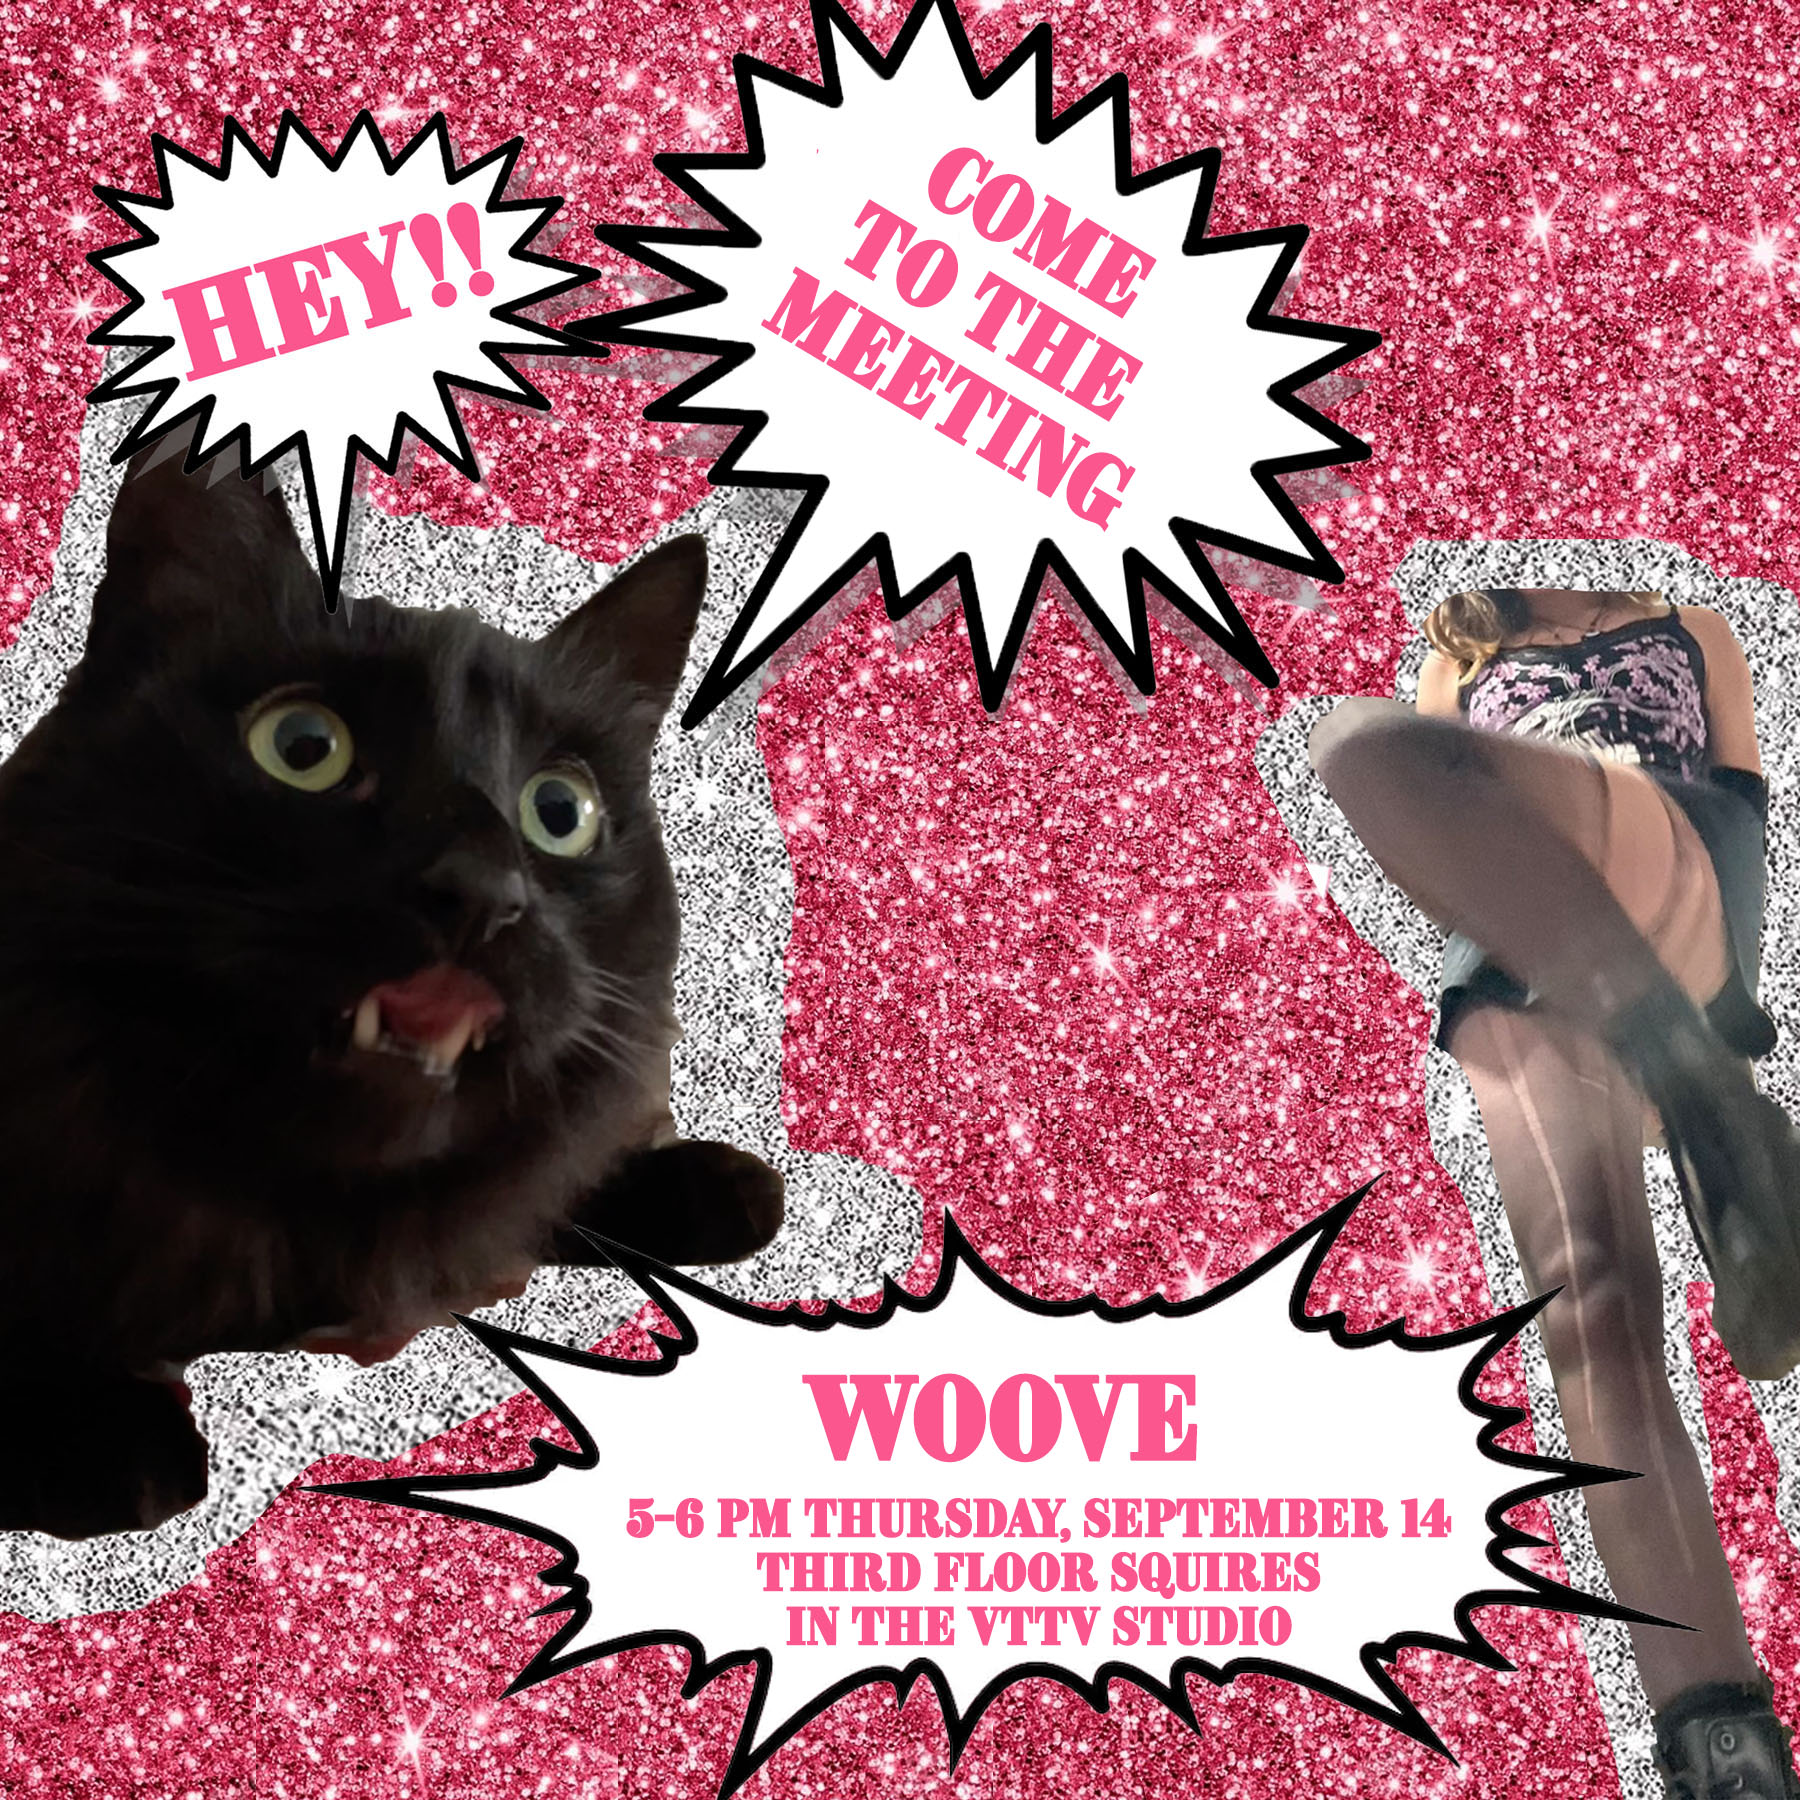 HEY!!
COME
TO THE
MEETING
WOOVE
5-6 PM THURSDAY, SEPTEMBER 14
THIRD FLOOR SQUIRES
IN THE VTTV STUDIO